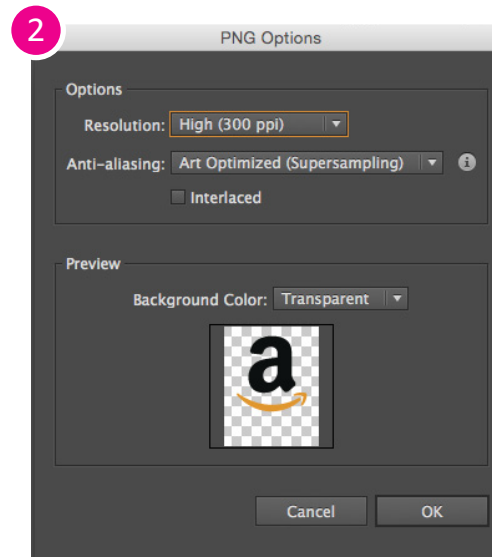 2
PNG Options
Options
Resolution: High (300 ppi)
Anti-aliasing: Art Optimized (Supersampling) i
Interlaced
Preview
Background Color: Transparent
a
Cancel OK